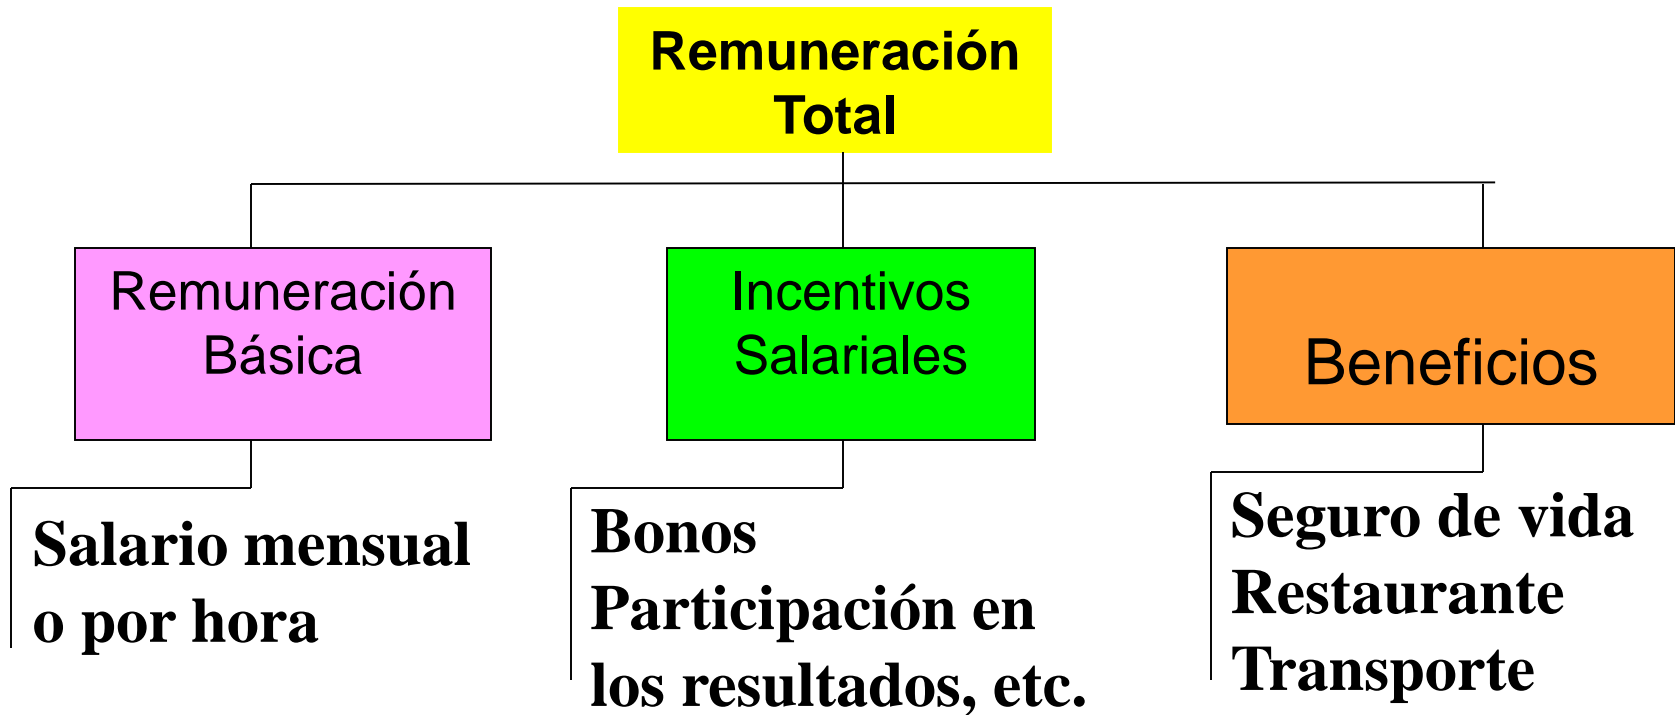 Remuneración
Total
Remuneración
Básica
Incentivos
Salariales
Beneficios
Salario mensual
o por hora
Bonos
Participación en
los resultados, etc.
Seguro de vida
Restaurante
Transporte